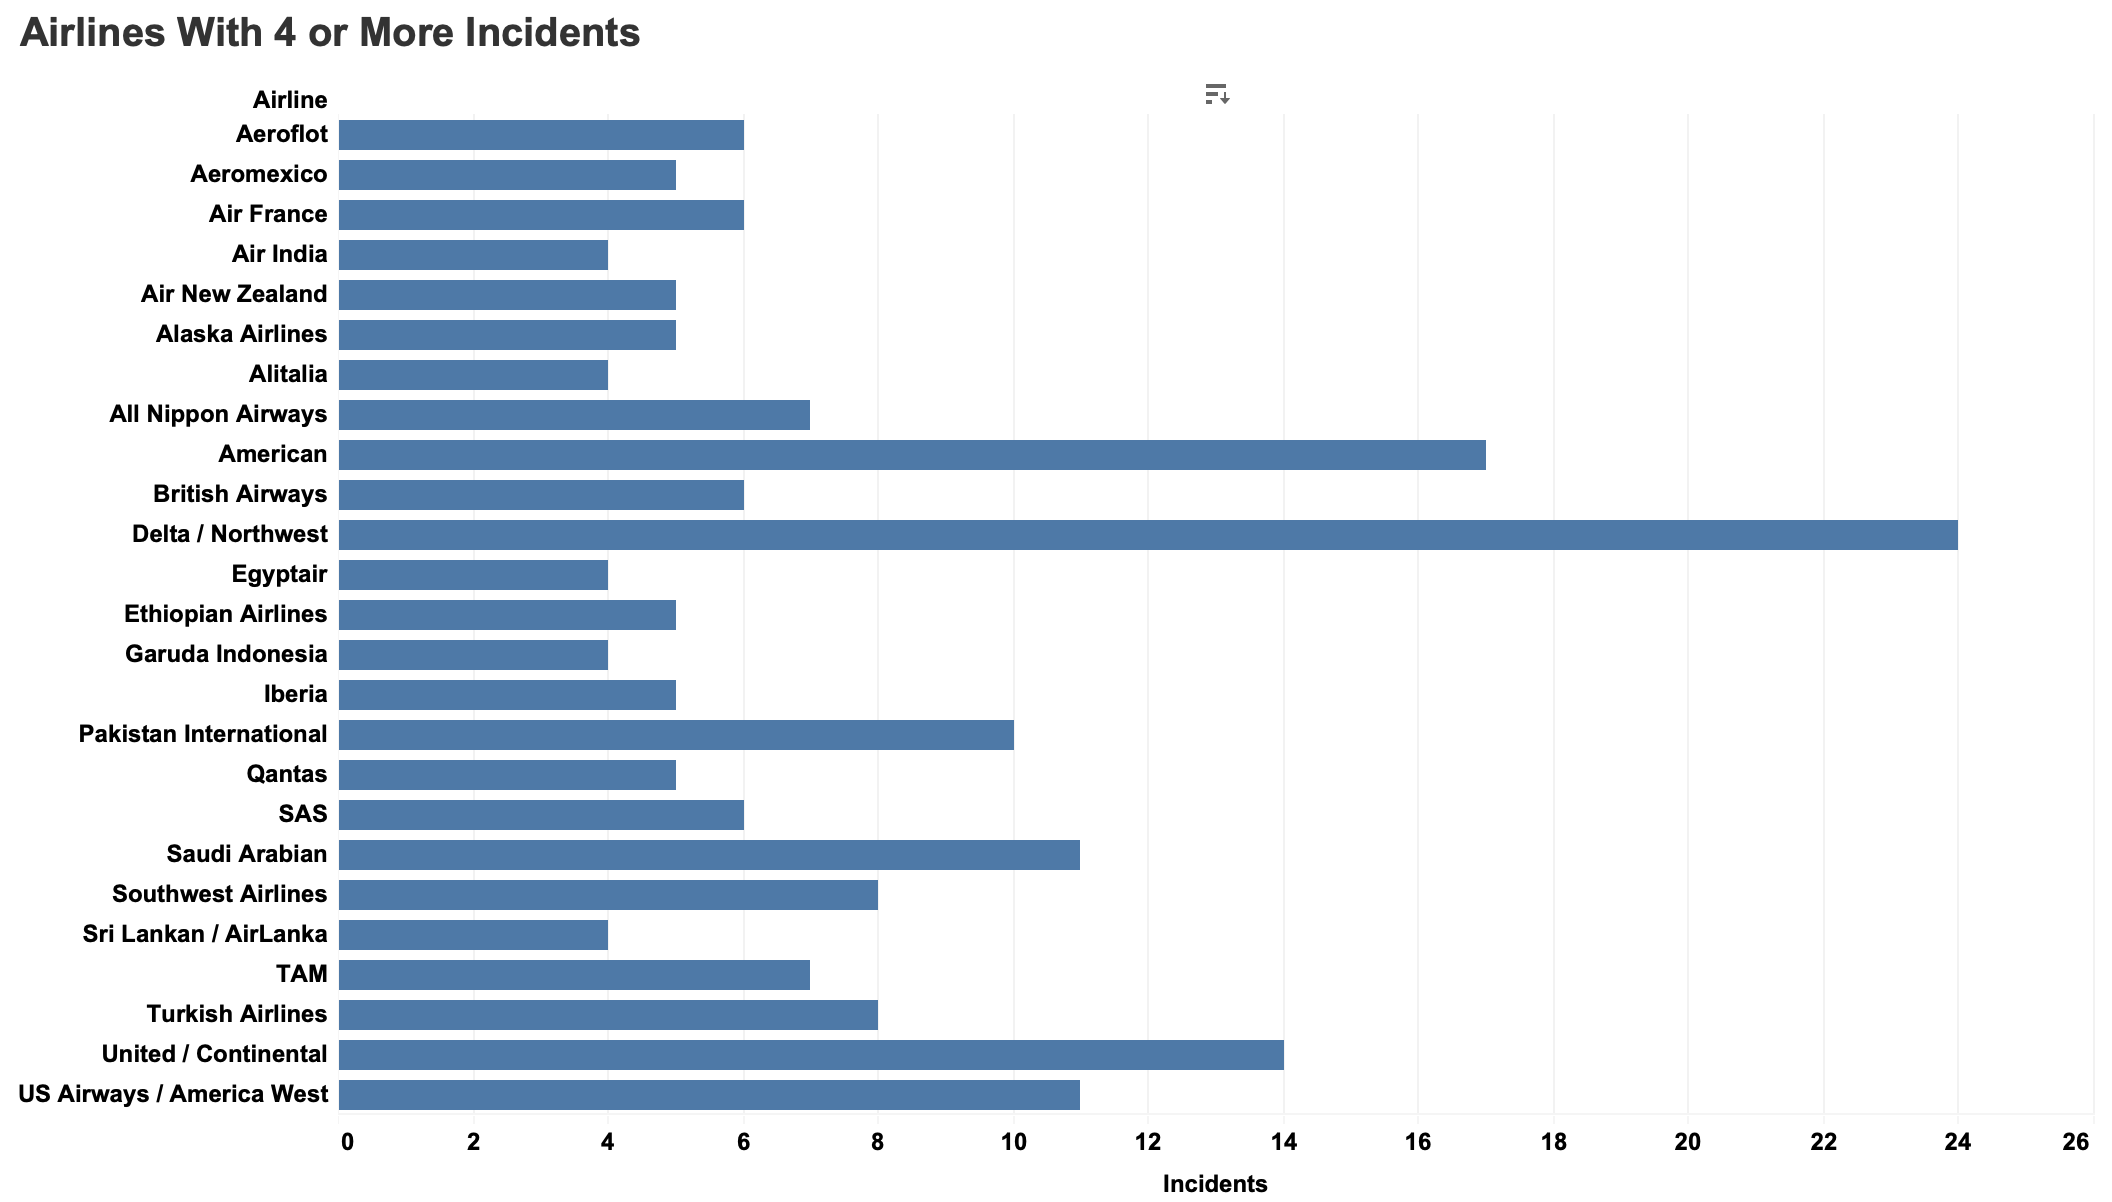 Airlines With 4 or More Incidents
Airline
Aeroflot
Aeromexico
Air France
Air India
Air New Zealand
Alaska Airlines
Alitalia
All Nippon Airways
American
British Airways
Delta / Northwest
Egyptair
Ethiopian Airlines
Garuda Indonesia
Iberia
Pakistan International
Qantas
SAS
Saudi Arabian
Southwest Airlines
Sri Lankan / AirLanka
TAM
Turkish Airlines
United / Continental
US Airways / America West
0 2 4 6 8 10 12 14 16 18 20 22 24 26
Incidents